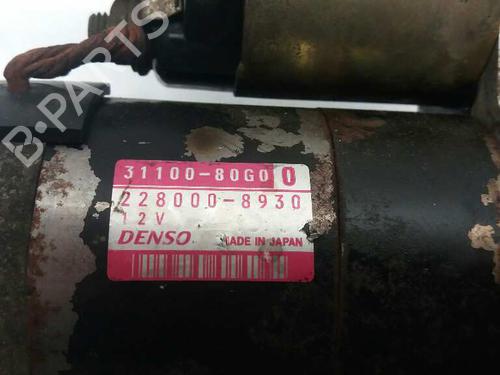 B-PARTS
31100-80G0 0
228000-8930
12V
DENSO MADE IN JAPAN